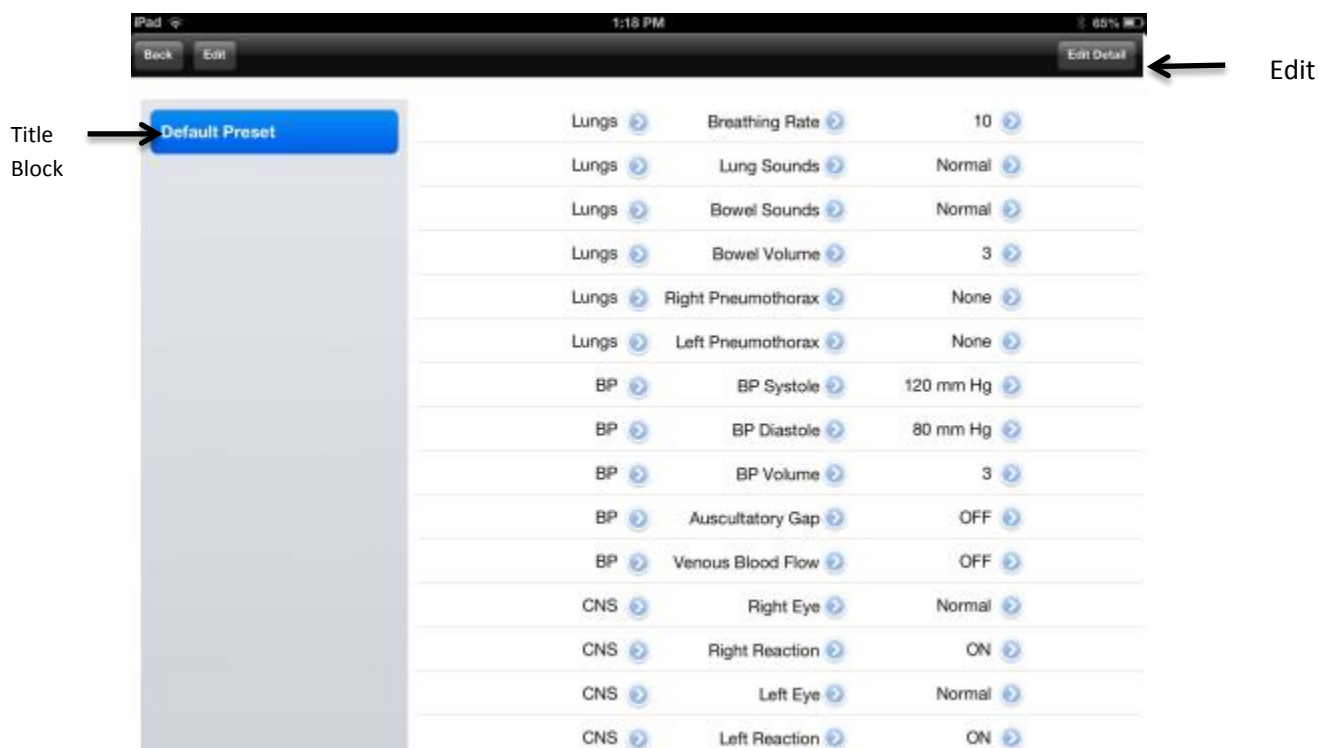 iPad 1:18 PM 65%
Back Edit Edit Detail
Edit
Title
Block
Default Preset
Lungs Breathing Rate 10
Lungs Lung Sounds Normal
Lungs Bowel Sounds Normal
Lungs Bowel Volume 3
Lungs Right Pneumothorax None
Lungs Left Pneumothorax None
BP BP Systole 120 mm Hg
BP BP Diastole 80 mm Hg
BP BP Volume 3
BP Auscultatory Gap OFF
BP Venous Blood Flow OFF
CNS Right Eye Normal
CNS Right Reaction ON
CNS Left Eye Normal
CNS Left Reaction ON